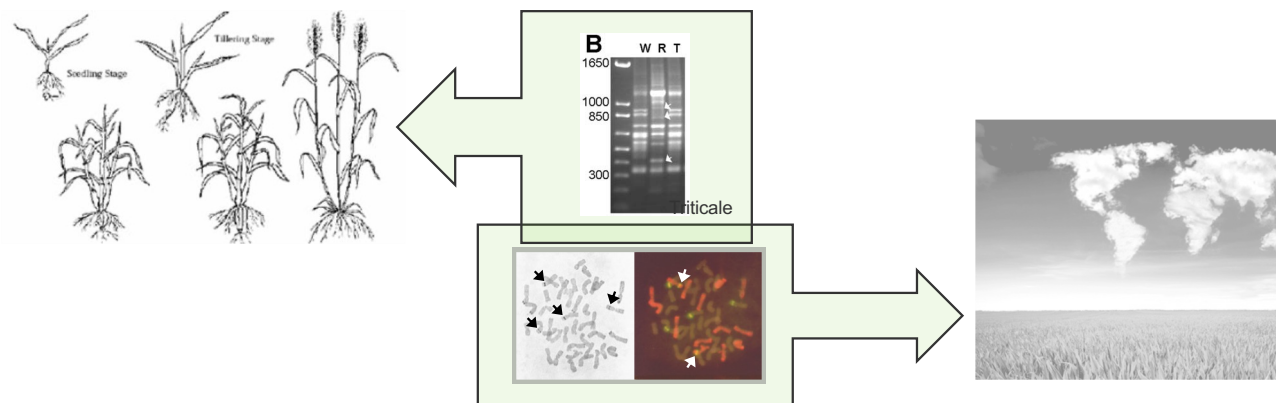 Tillering Stage
Seedling Stage
B
W R T
1650
1000
850
300
Triticale